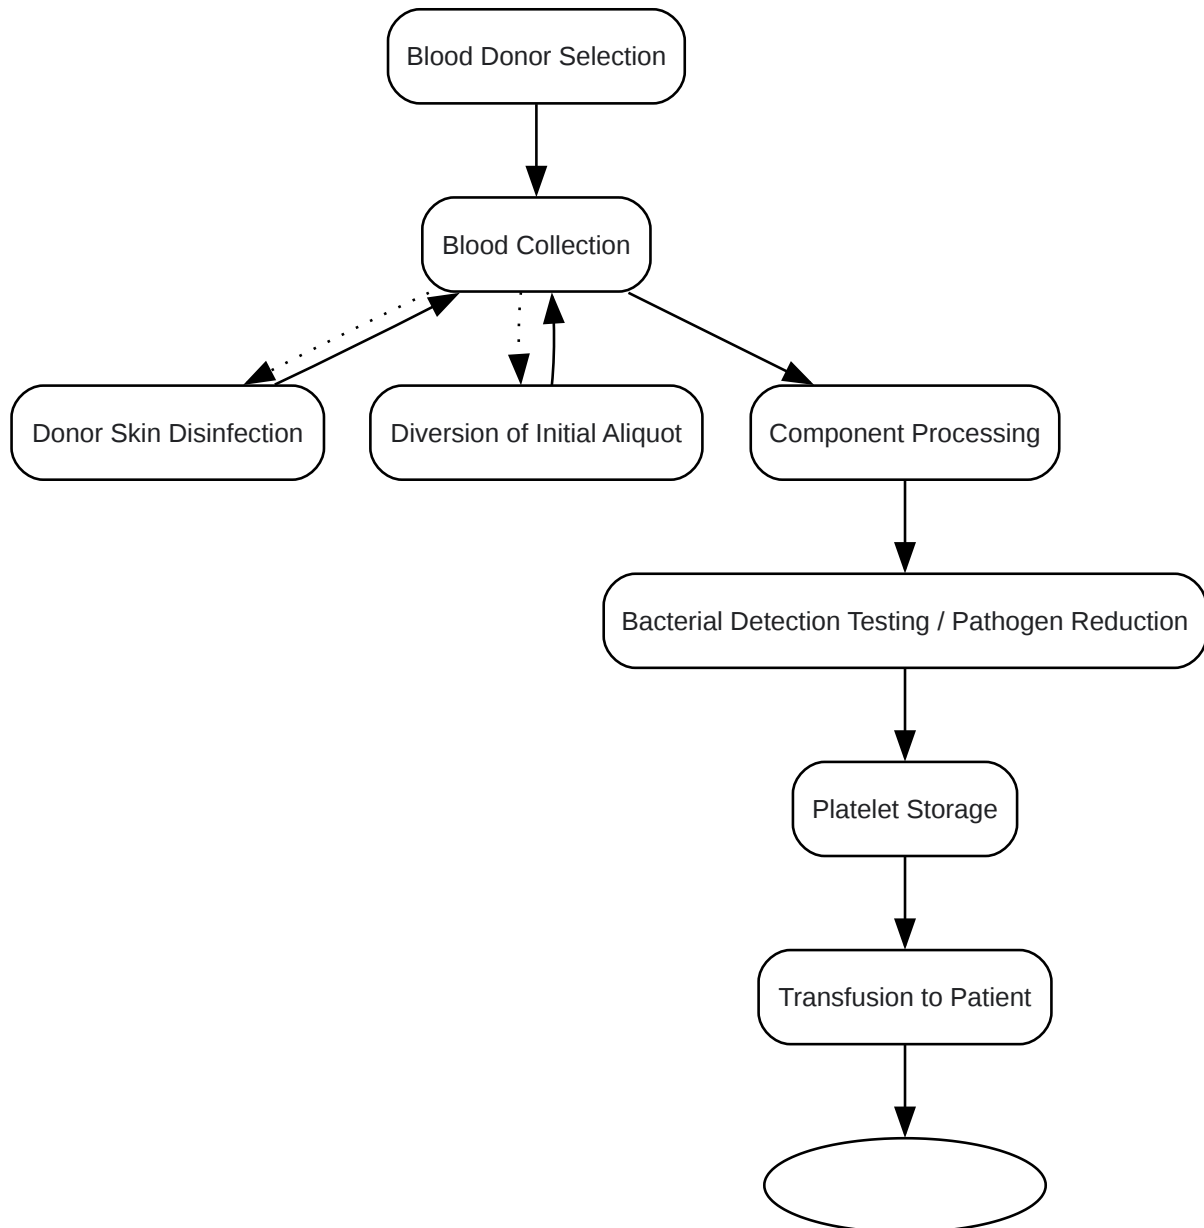 Blood Donor Selection
Blood Collection
Donor Skin Disinfection
Diversion of Initial Aliquot
Component Processing
Bacterial Detection Testing / Pathogen Reduction
Platelet Storage
Transfusion to Patient